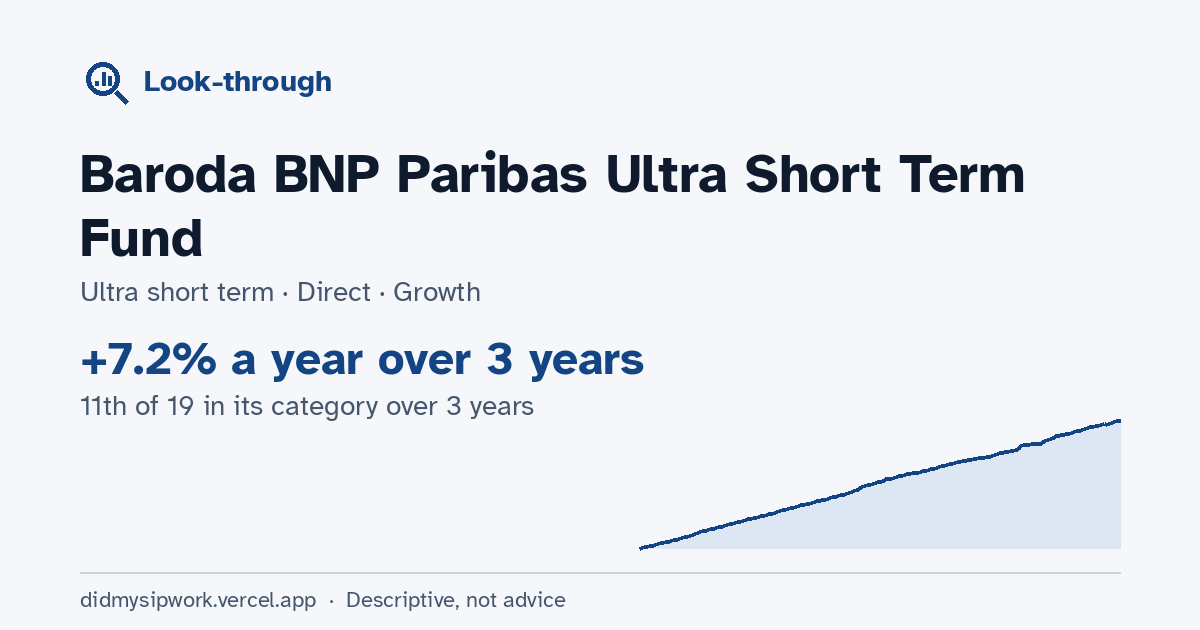 Look-through
Baroda BNP Paribas Ultra Short Term
Fund
Ultra short term · Direct · Growth
+7.2% a year over 3 years
11th of 19 in its category over 3 years
didmysipwork.vercel.app · Descriptive, not advice